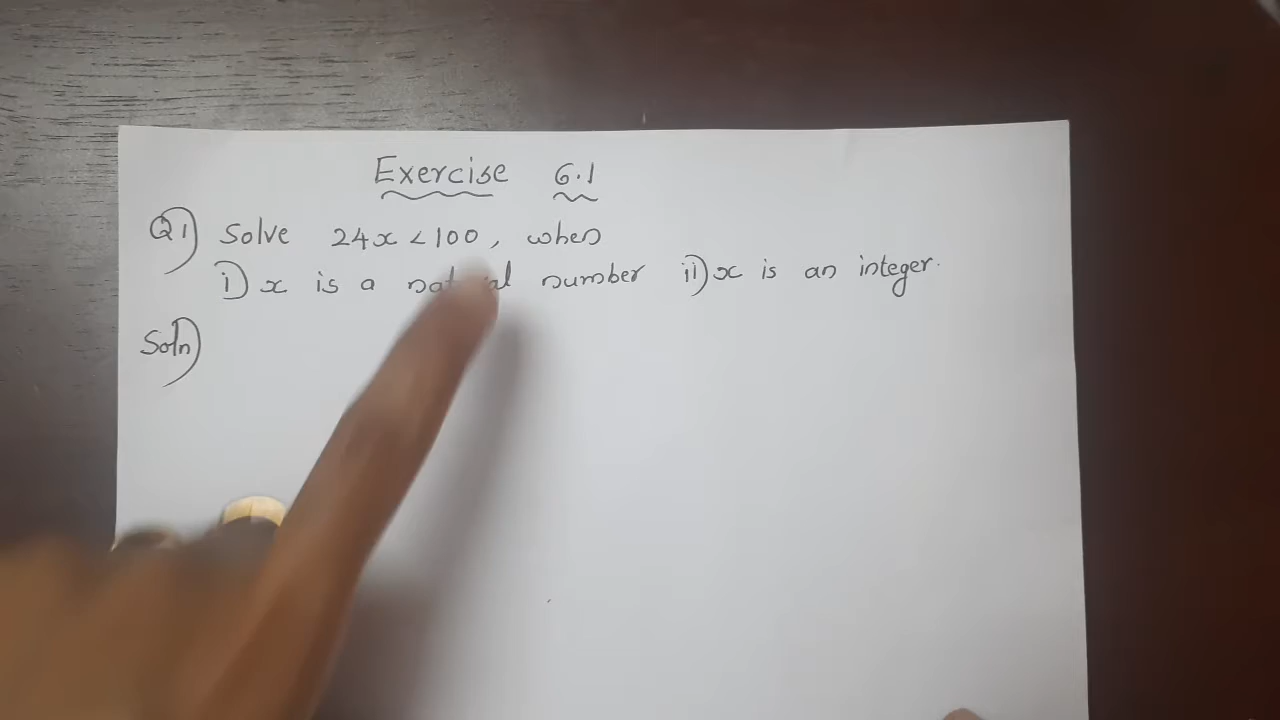 Exercise 6.1
Q1) Solve 24x < 100, when
i) x is a number ii) x is an integer.
Soln)